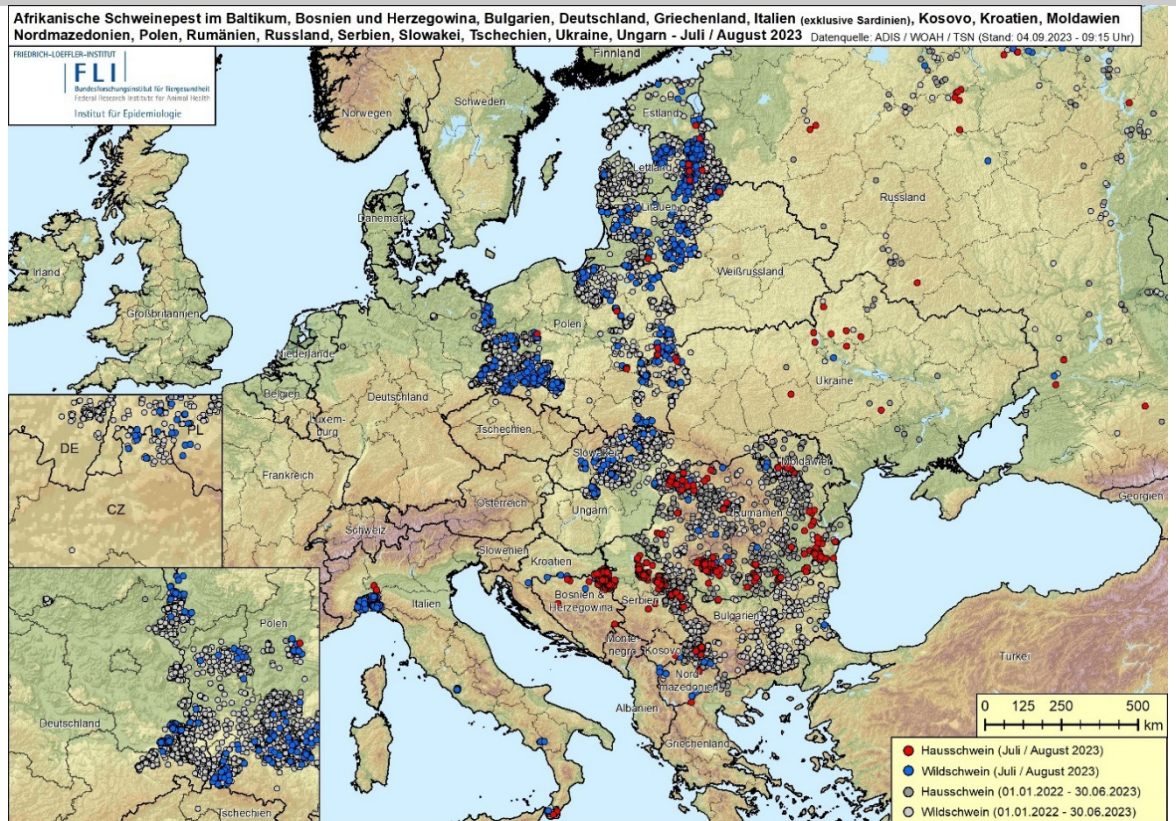 Afrikanische Schweinepest im Baltikum, Bosnien und Herzegowina, Bulgarien, Deutschland, Griechenland, Italien (exklusive Sardinien), Kosovo, Kroatien, Moldawien
Nordmazedonien, Polen, Rumänien, Russland, Serbien, Slowakei, Tschechien, Ukraine, Ungarn - Juli / August 2023 Datenquelle: ADIS / WOAH / TSN (Stand: 04.09.2023 - 09:15 Uhr)
FRIEDRICH-LOEFFLER-INSTITUT
FLI
Bundesforschungsinstitut für Tiergesundheit
Federal Research Institute for Animal Health
Institut für Epidemiologie
Finnland
Norwegen
Schweden
Estland
Lettland
Russland
Litauen
Dänemark
Irland
Weißrussland
Großbritannien
Polen
Niederlande
Ukraine
Belgien
Deutschland
Luxem-
burg
Tschechien
DE
Slowakei
Moldawien
Frankreich
CZ
Österreich
Ungarn
Rumänien
Georgien
Schweiz
Slowenien
Kroatien
Italien
Bosnien &
Herzegowina
Serbien
Bulgarien
Polen
Monte-
negro
Kosovo
Türkei
Nord-
mazedonien
Deutschland
Albanien
Griechenland
Tschechien
0 125 250 500
km
Hausschwein (Juli / August 2023)
Wildschwein (Juli / August 2023)
Hausschwein (01.01.2022 - 30.06.2023)
Wildschwein (01.01.2022 - 30.06.2023)